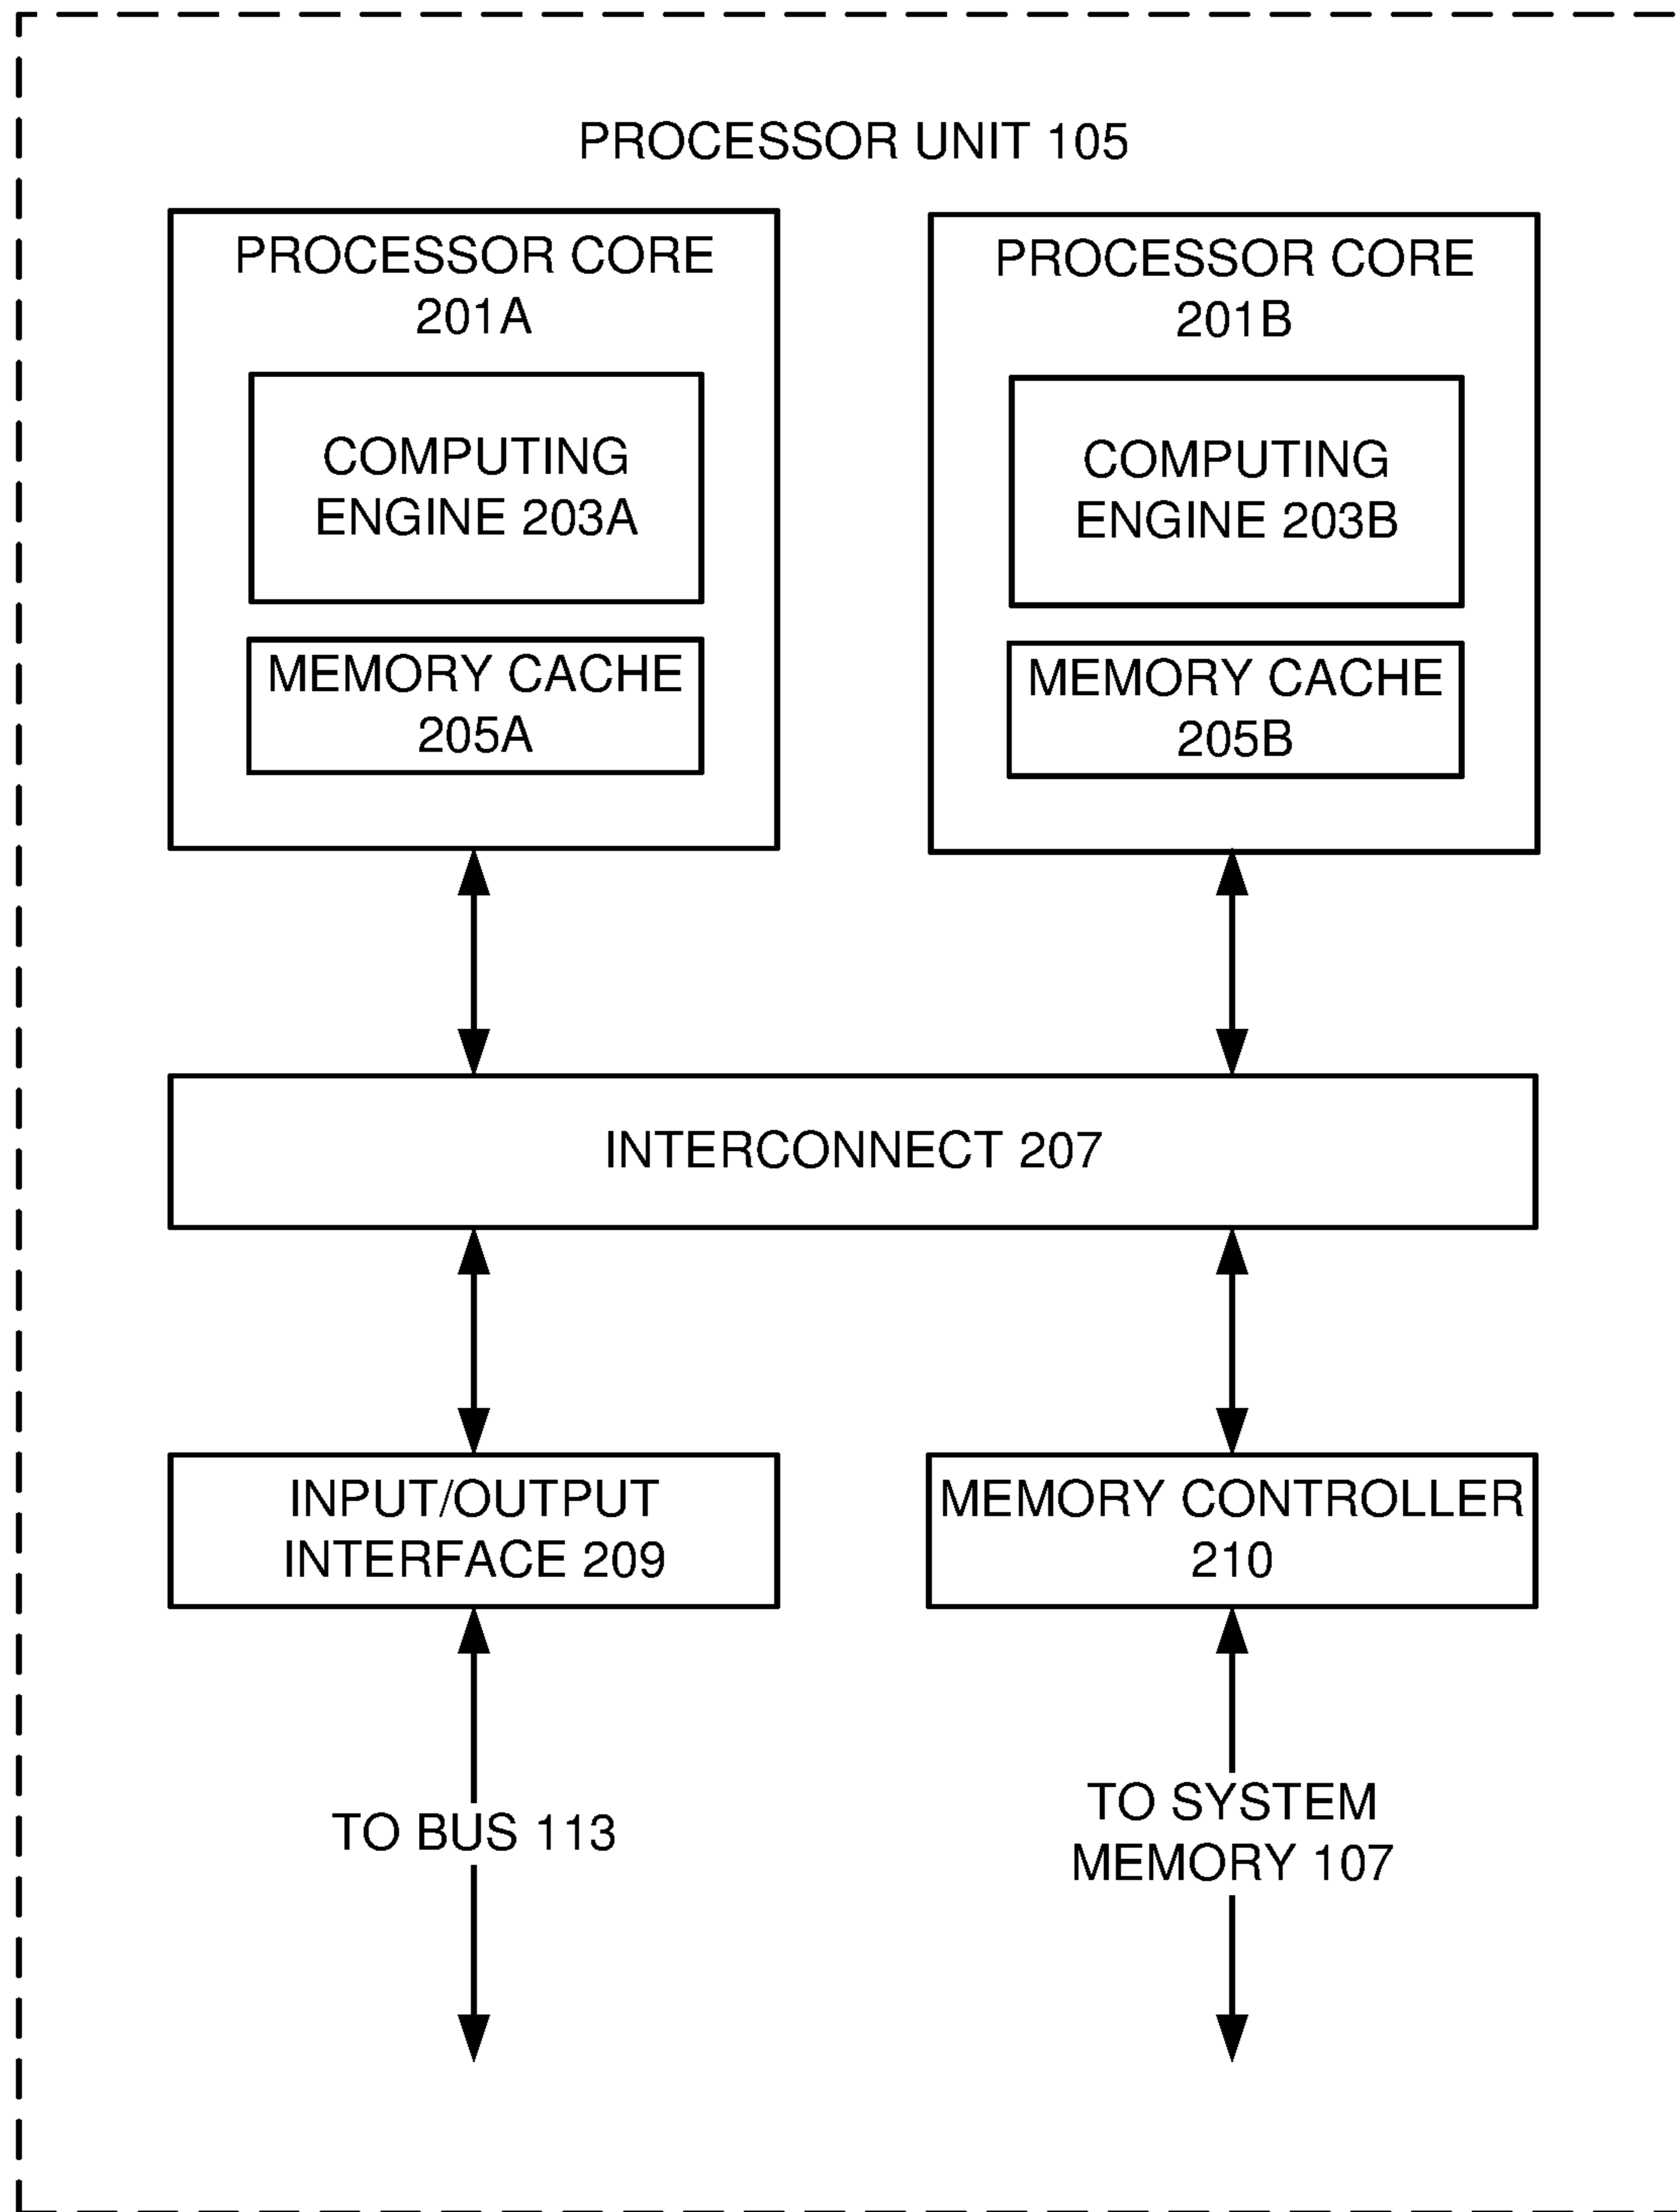 PROCESSOR UNIT 105
PROCESSOR CORE
201A
COMPUTING
ENGINE 203A
MEMORY CACHE
205A
PROCESSOR CORE
201B
COMPUTING
ENGINE 203B
MEMORY CACHE
205B
INTERCONNECT 207
INPUT/OUTPUT
INTERFACE 209
MEMORY CONTROLLER
210
TO BUS 113
TO SYSTEM
MEMORY 107